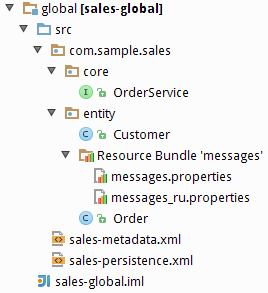 global [sales-global]
src
com.sample.sales
core
I OrderService
entity
C Customer
Resource Bundle 'messages'
messages.properties
messages_ru.properties
C Order
sales-metadata.xml
sales-persistence.xml
sales-global.iml